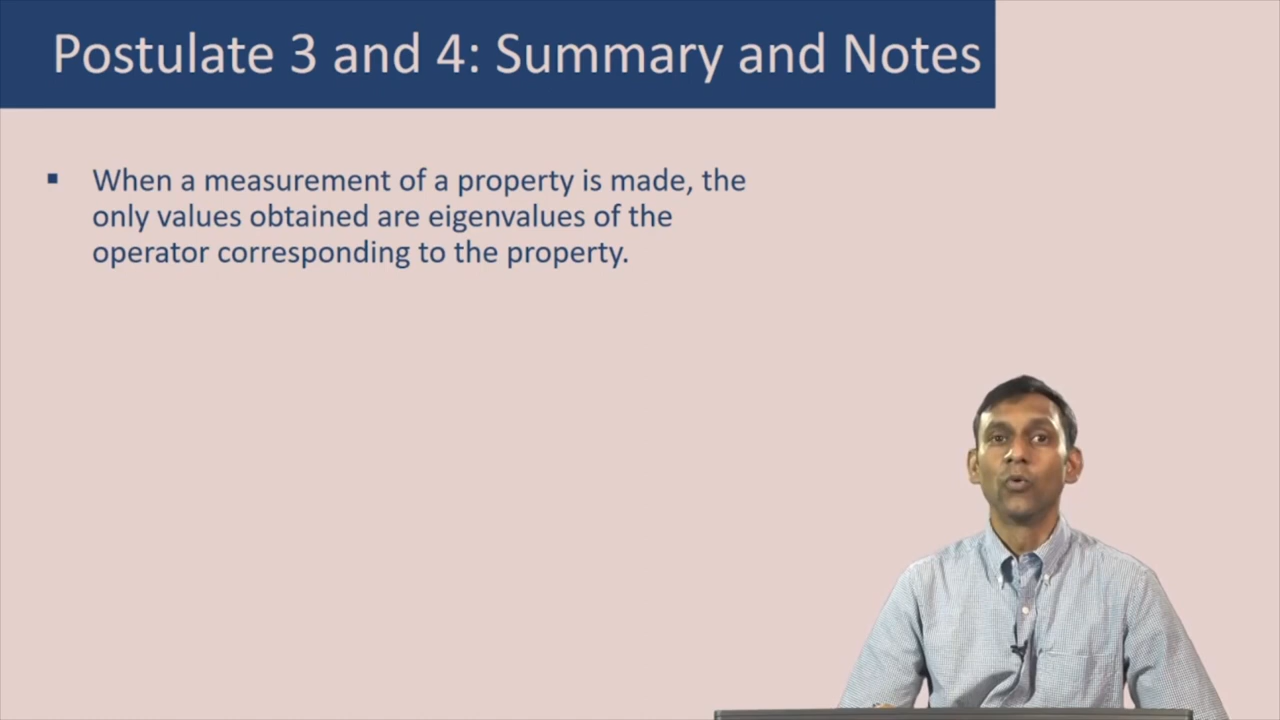 Postulate 3 and 4: Summary and Notes
▪ When a measurement of a property is made, the
only values obtained are eigenvalues of the
operator corresponding to the property.